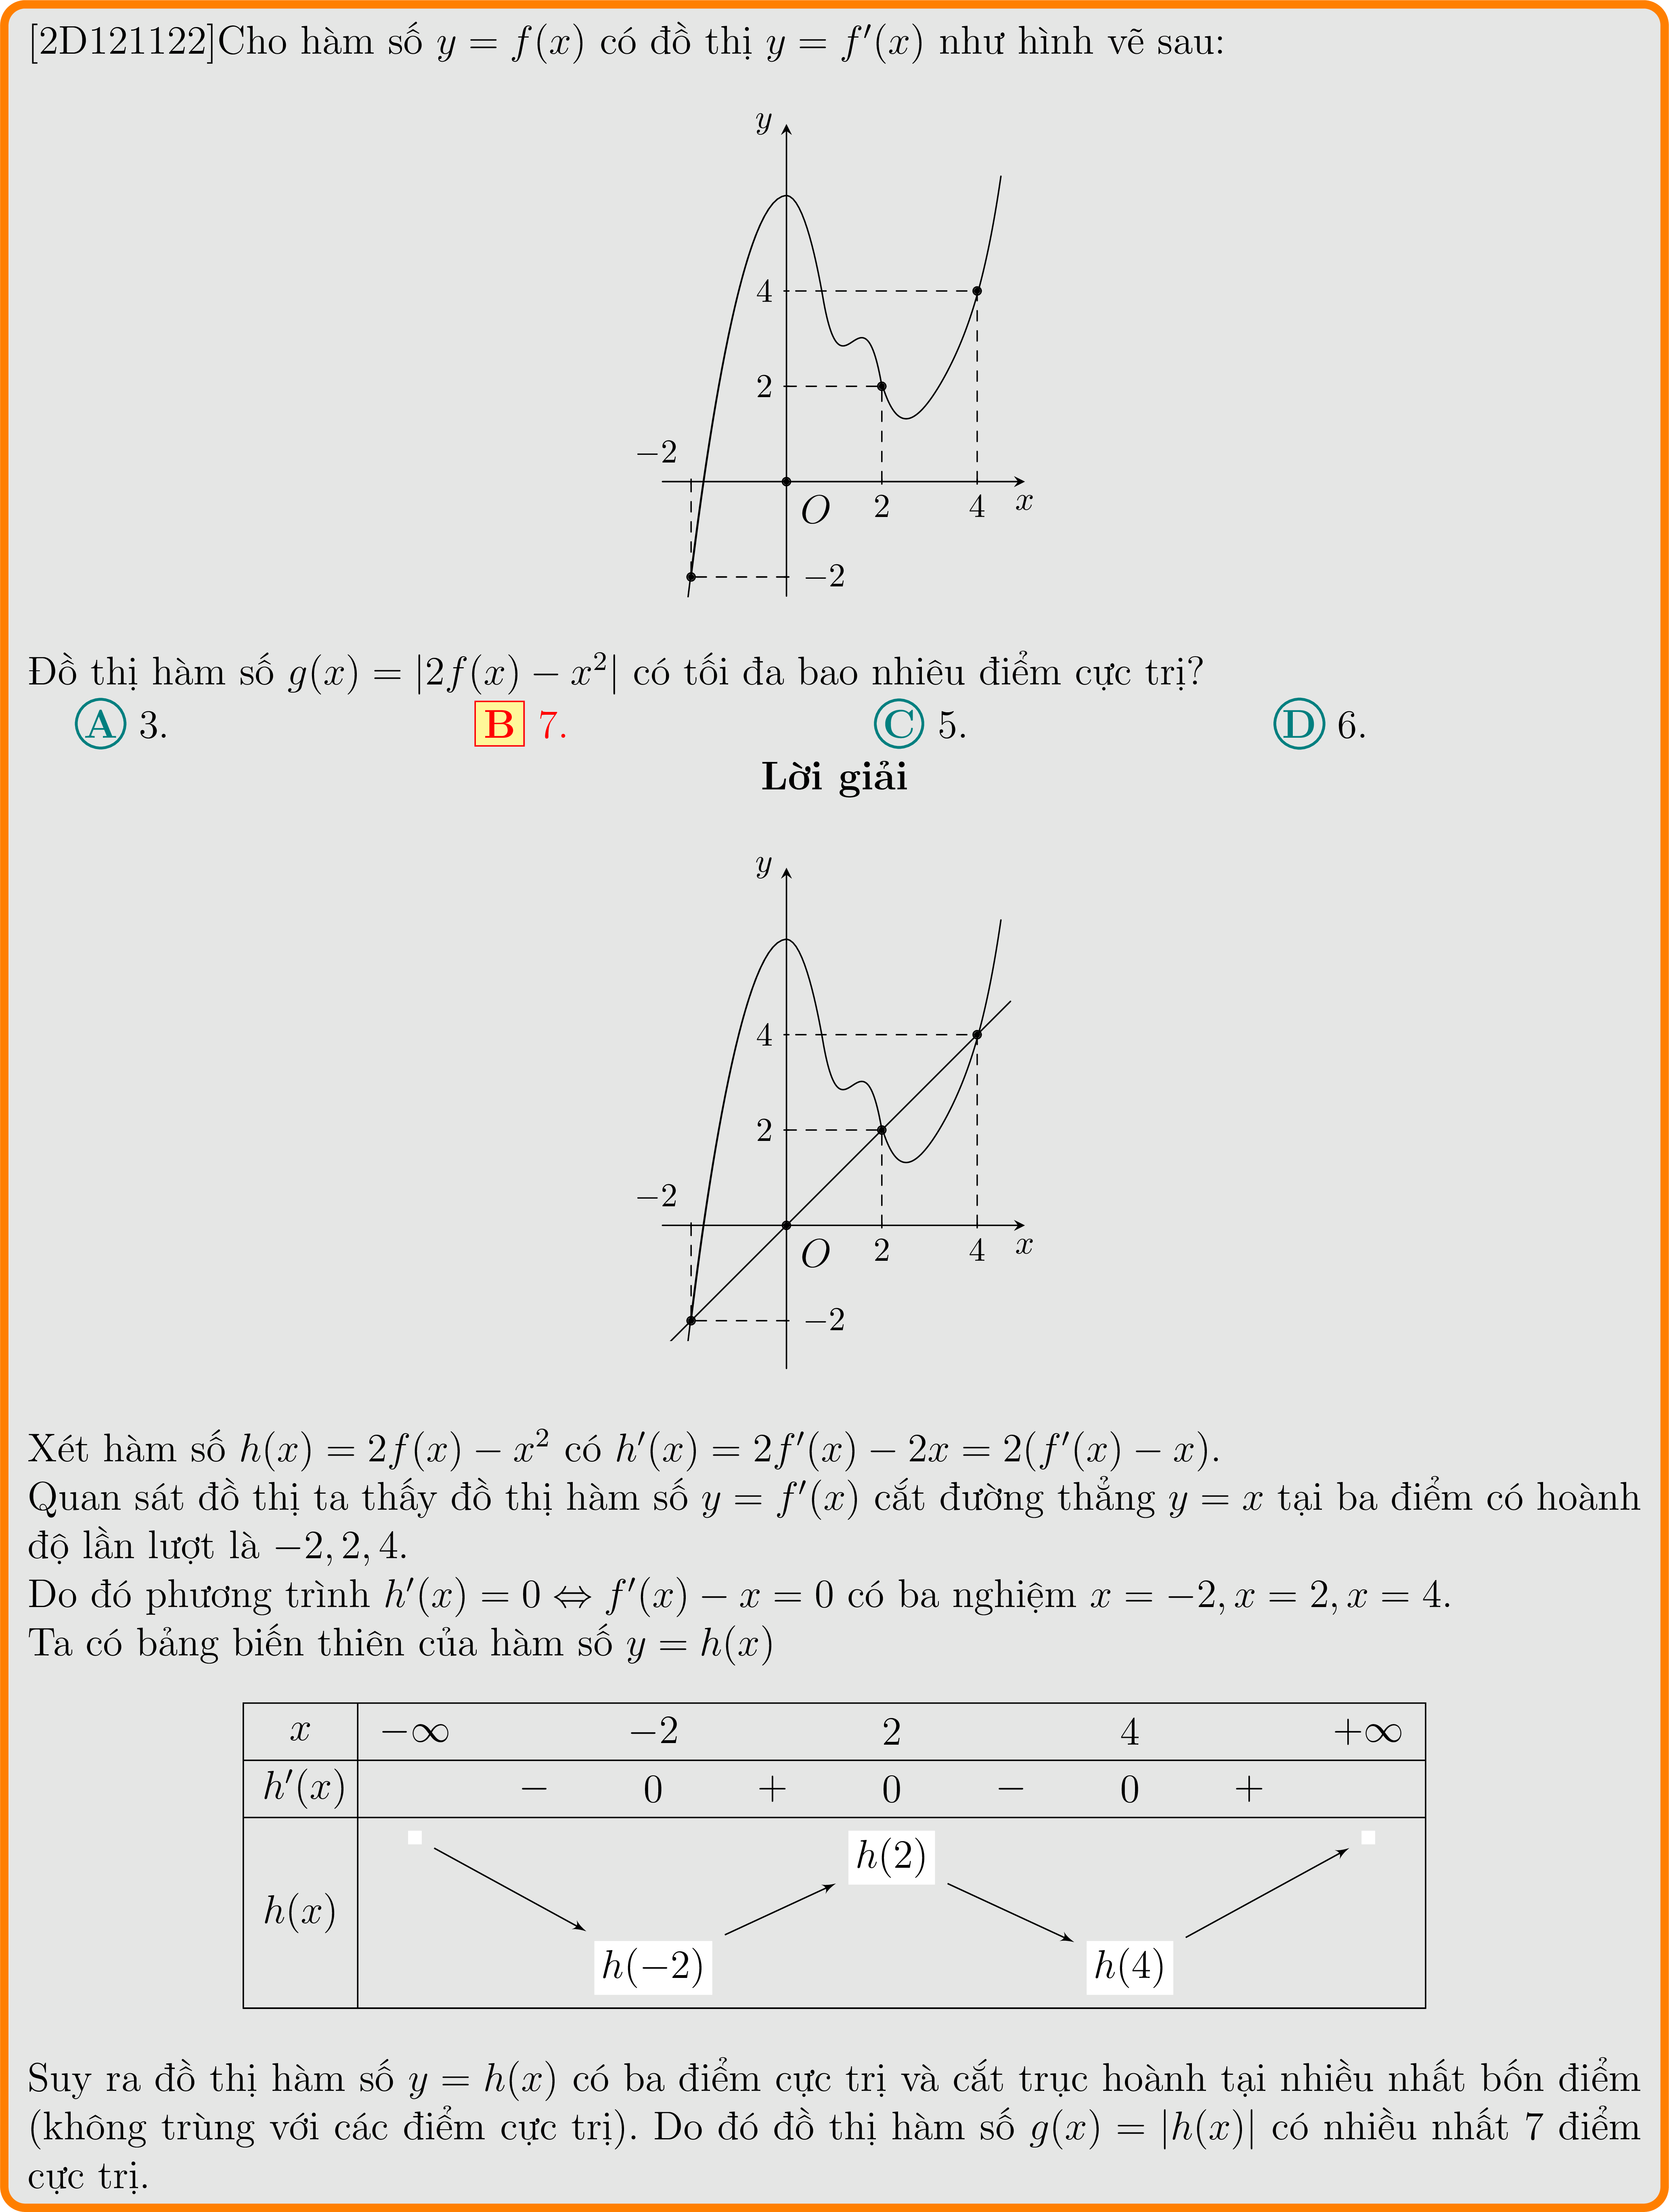 [2D121122]Cho hàm số y = f(x) có đồ thị y = f′(x) như hình vẽ sau:
y
4
2
−2
O 2 4 x
−2
Đồ thị hàm số g(x) = |2f(x) − x²| có tối đa bao nhiêu điểm cực trị?
A 3. B 7. C 5. D 6.
Lời giải
y
4
2
−2
O 2 4 x
−2
Xét hàm số h(x) = 2f(x) − x² có h′(x) = 2f′(x) − 2x = 2(f′(x) − x).
Quan sát đồ thị ta thấy đồ thị hàm số y = f′(x) cắt đường thẳng y = x tại ba điểm có hoành
độ lần lượt là −2, 2, 4.
Do đó phương trình h′(x) = 0 ⇔ f′(x) − x = 0 có ba nghiệm x = −2, x = 2, x = 4.
Ta có bảng biến thiên của hàm số y = h(x)
x −∞ −2 2 4 +∞
h′(x) − 0 + 0 − 0 +
h(2)
h(x)
h(−2) h(4)
Suy ra đồ thị hàm số y = h(x) có ba điểm cực trị và cắt trục hoành tại nhiều nhất bốn điểm
(không trùng với các điểm cực trị). Do đó đồ thị hàm số g(x) = |h(x)| có nhiều nhất 7 điểm
cực trị.